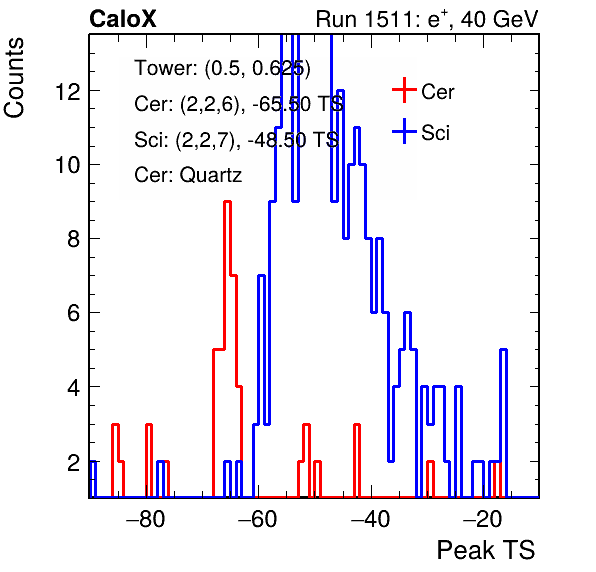 CaloX
Run 1511: e+, 40 GeV
Counts
Tower: (0.5, 0.625)
Cer: (2,2,6), -65.50 TS
Sci: (2,2,7), -48.50 TS
Cer: Quartz
Cer
Sci
12
10
8
6
4
2
−80
−60
−40
−20
Peak TS